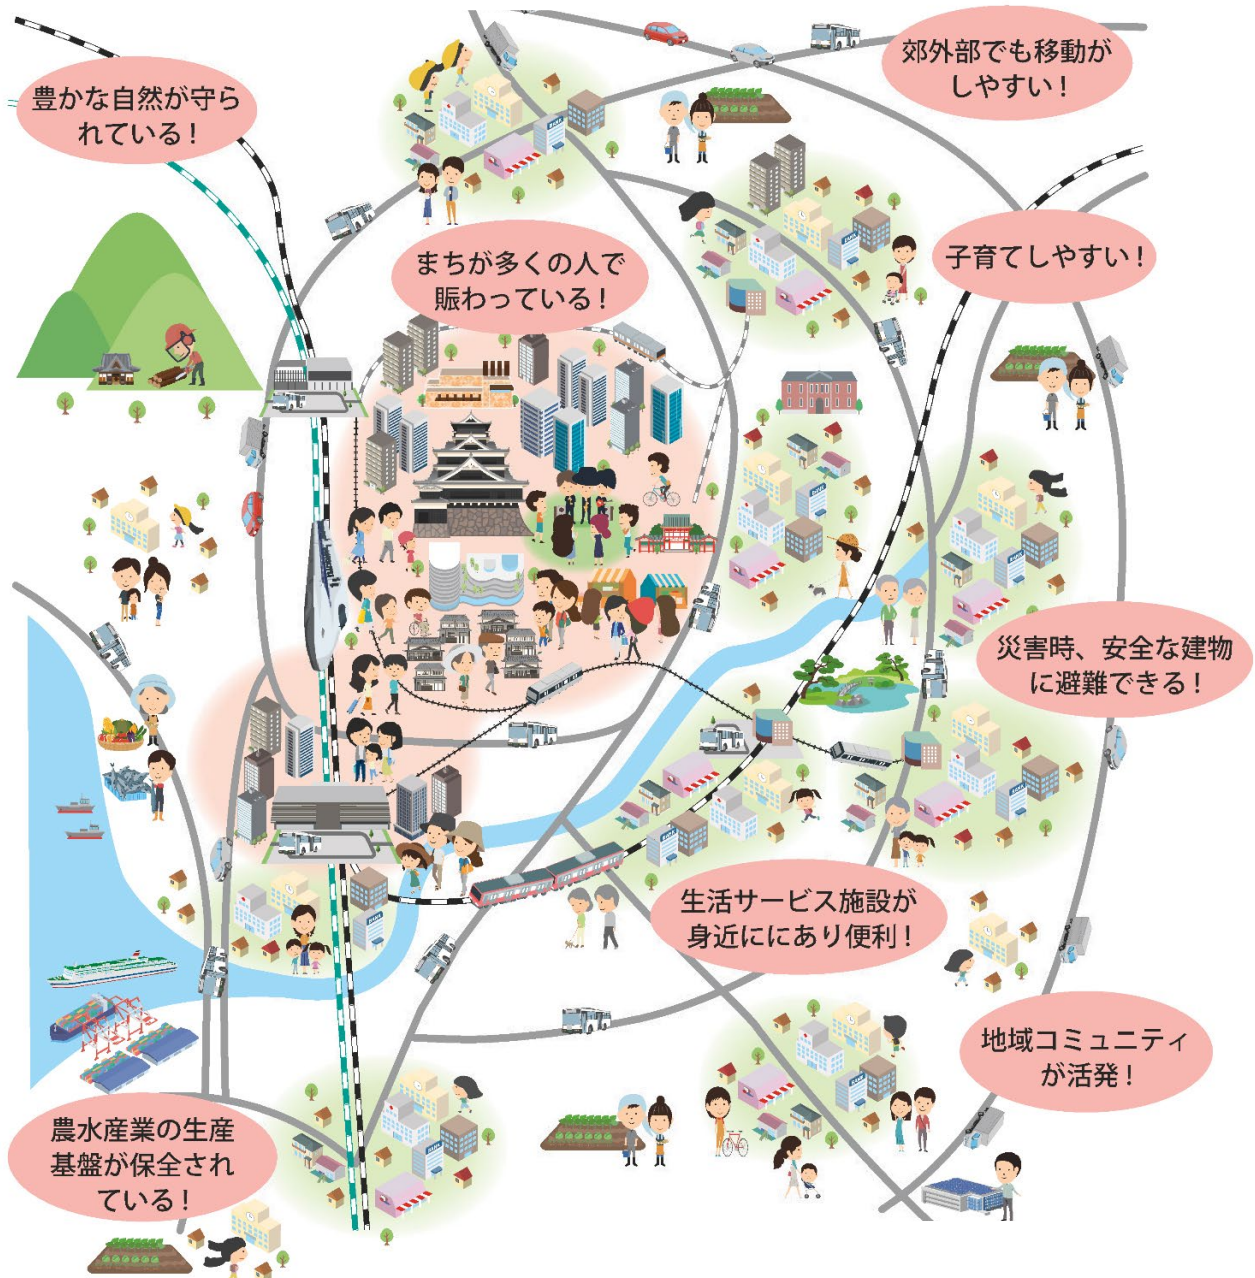 郊外部でも移動が
しやすい！
豊かな自然が守ら
れている！
まちが多くの人で
賑わっている！
子育てしやすい！
災害時、安全な建物
に避難できる！
生活サービス施設が
身近ににあり便利！
地域コミュニティ
が活発！
農水産業の生産
基盤が保全され
ている！